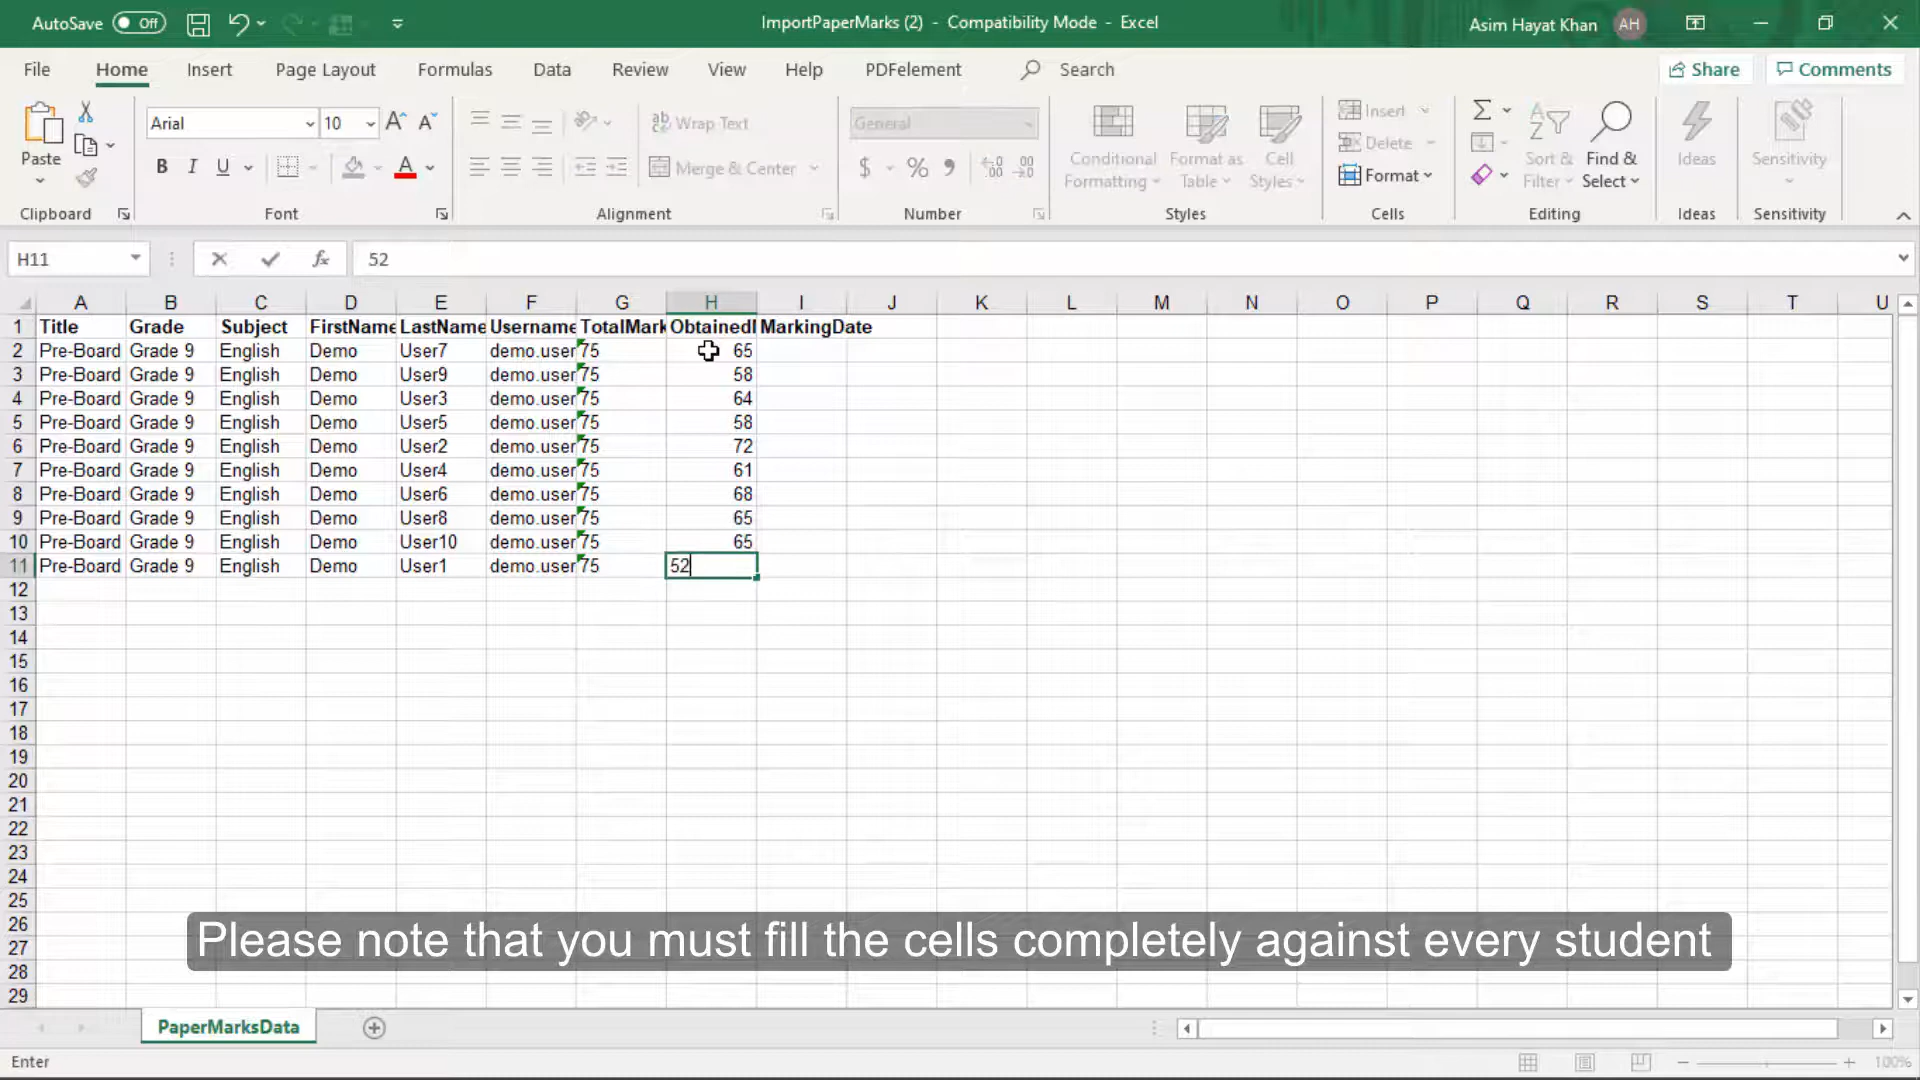 AutoSave Off ImportPaperMarks (2) - Compatibility Mode - Excel Asim Hayat Khan AH
File Home Insert Page Layout Formulas Data Review View Help PDFelement Search Share Comments
Paste Arial 10 A^ A˅ ab Wrap Text General Conditional Formatting Format as Table Cell Styles Insert Delete Format Sort & Filter Find & Select Ideas Sensitivity
B I U A Merge & Center $ % 9
Clipboard Font Alignment Number Styles Cells Editing Ideas Sensitivity
H11 fx 52
A B C D E F G H I J K L M N O P Q R S T U
1 Title Grade Subject FirstName LastName Username TotalMark Obtained MarkingDate
2 Pre-Board Grade 9 English Demo User7 demo.user 75 65
3 Pre-Board Grade 9 English Demo User9 demo.user 75 58
4 Pre-Board Grade 9 English Demo User3 demo.user 75 64
5 Pre-Board Grade 9 English Demo User5 demo.user 75 58
6 Pre-Board Grade 9 English Demo User2 demo.user 75 72
7 Pre-Board Grade 9 English Demo User4 demo.user 75 61
8 Pre-Board Grade 9 English Demo User6 demo.user 75 68
9 Pre-Board Grade 9 English Demo User8 demo.user 75 65
10 Pre-Board Grade 9 English Demo User10 demo.user 75 65
11 Pre-Board Grade 9 English Demo User1 demo.user 75 52
12
13
14
15
16
17
18
19
20
21
22
23
24
25
26
27
28
29
Please note that you must fill the cells completely against every student
PaperMarksData
Enter 100%